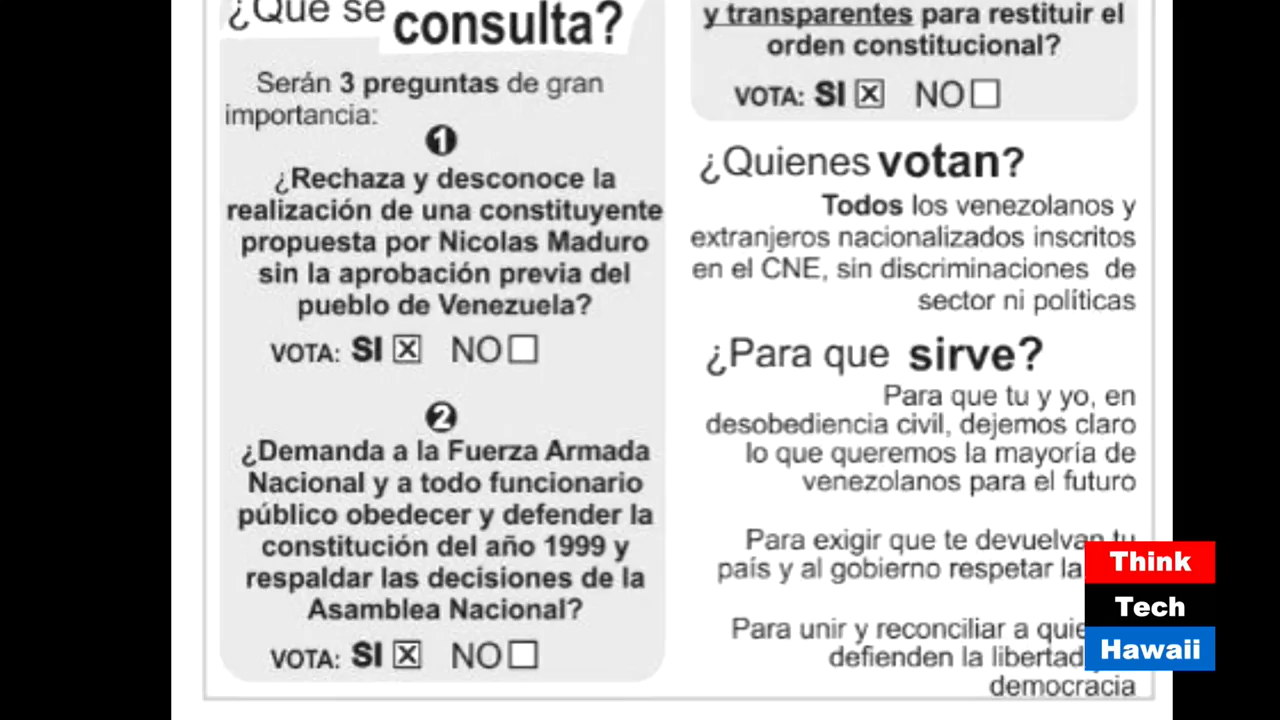 ¿Que se
consulta?
Serán 3 preguntas de gran
importancia:
1
¿Rechaza y desconoce la
realización de una constituyente
propuesta por Nicolas Maduro
sin la aprobación previa del
pueblo de Venezuela?
VOTA: SI NO
2
¿Demanda a la Fuerza Armada
Nacional y a todo funcionario
público obedecer y defender la
constitución del año 1999 y
respaldar las decisiones de la
Asamblea Nacional?
VOTA: SI NO
y transparentes para restituir el
orden constitucional?
VOTA: SI NO
¿Quienes votan?
Todos los venezolanos y
extranjeros nacionalizados inscritos
en el CNE, sin discriminaciones de
sector ni políticas
¿Para que sirve?
Para que tu y yo, en
desobediencia civil, dejemos claro
lo que queremos la mayoría de
venezolanos para el futuro
Para exigir que te devuelvan tu
país y al gobierno respetar la
Para unir y reconciliar a
defienden la libertad
democracia
Think
Tech
Hawaii